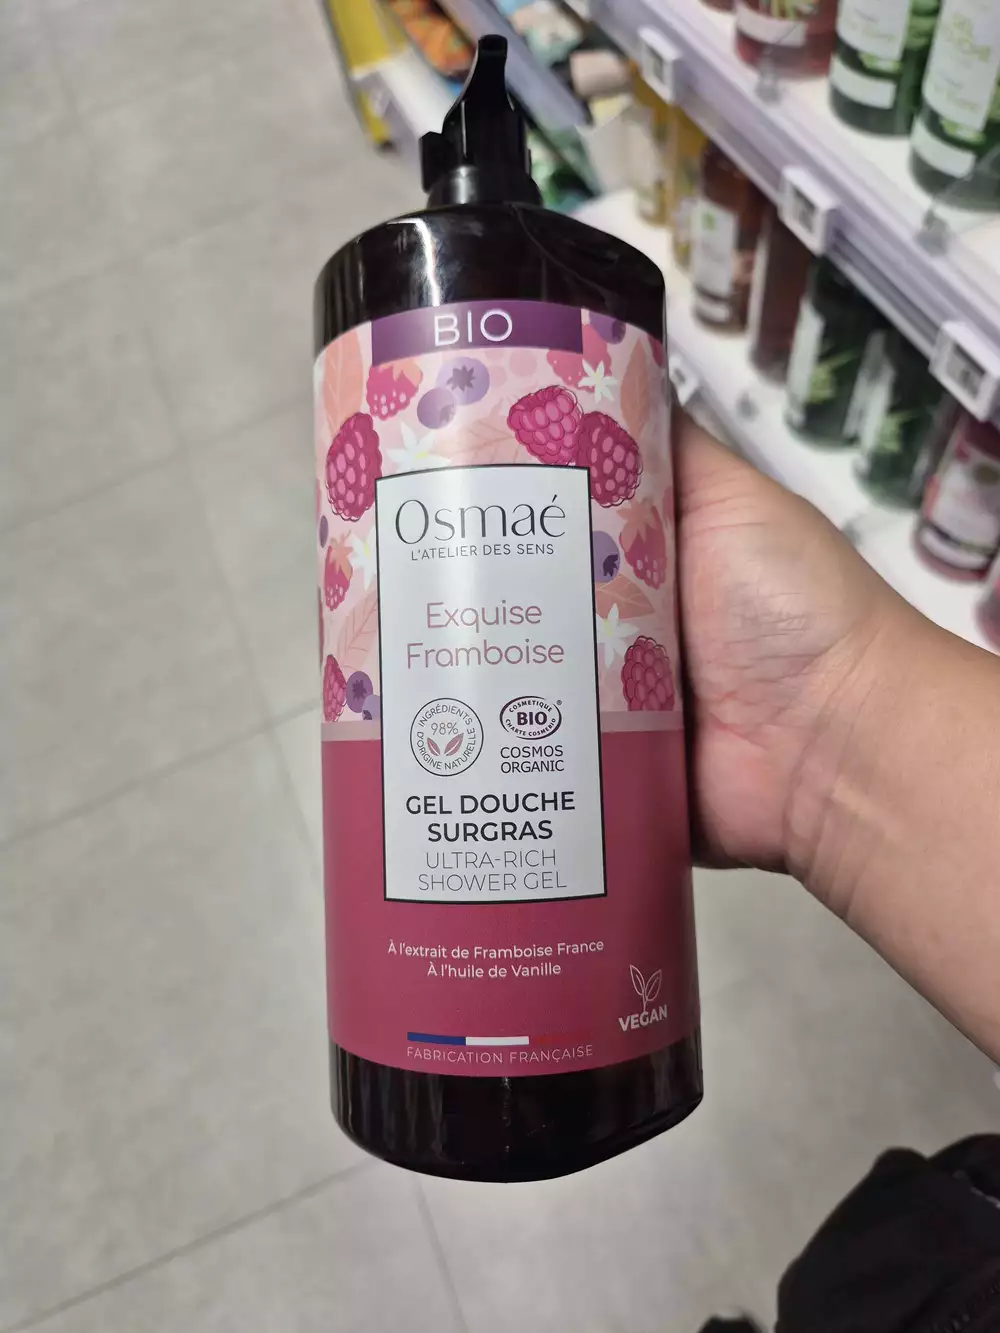 BIO
Osmaé
L'ATELIER DES SENS
Exquise
Framboise
INGRÉDIENTS
98%
D'ORIGINE NATURELLE
COSMETIQUE
BIO
CHARTE COSMEBIO
COSMOS
ORGANIC
GEL DOUCHE
SURGRAS
ULTRA-RICH
SHOWER GEL
À l'extrait de Framboise France
À l'huile de Vanille
VEGAN
FABRICATION FRANÇAISE